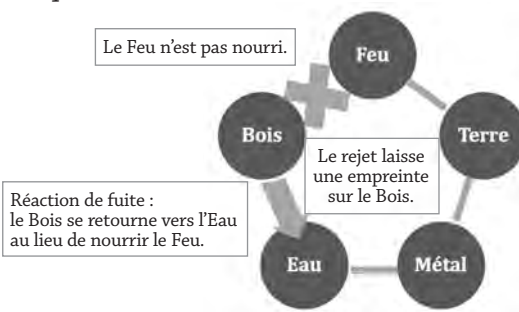 Le Feu n'est pas nourri.
Feu
Bois
Terre
Le rejet laisse
une empreinte
sur le Bois.
Réaction de fuite :
le Bois se retourne vers l'Eau
au lieu de nourrir le Feu.
Eau
Métal